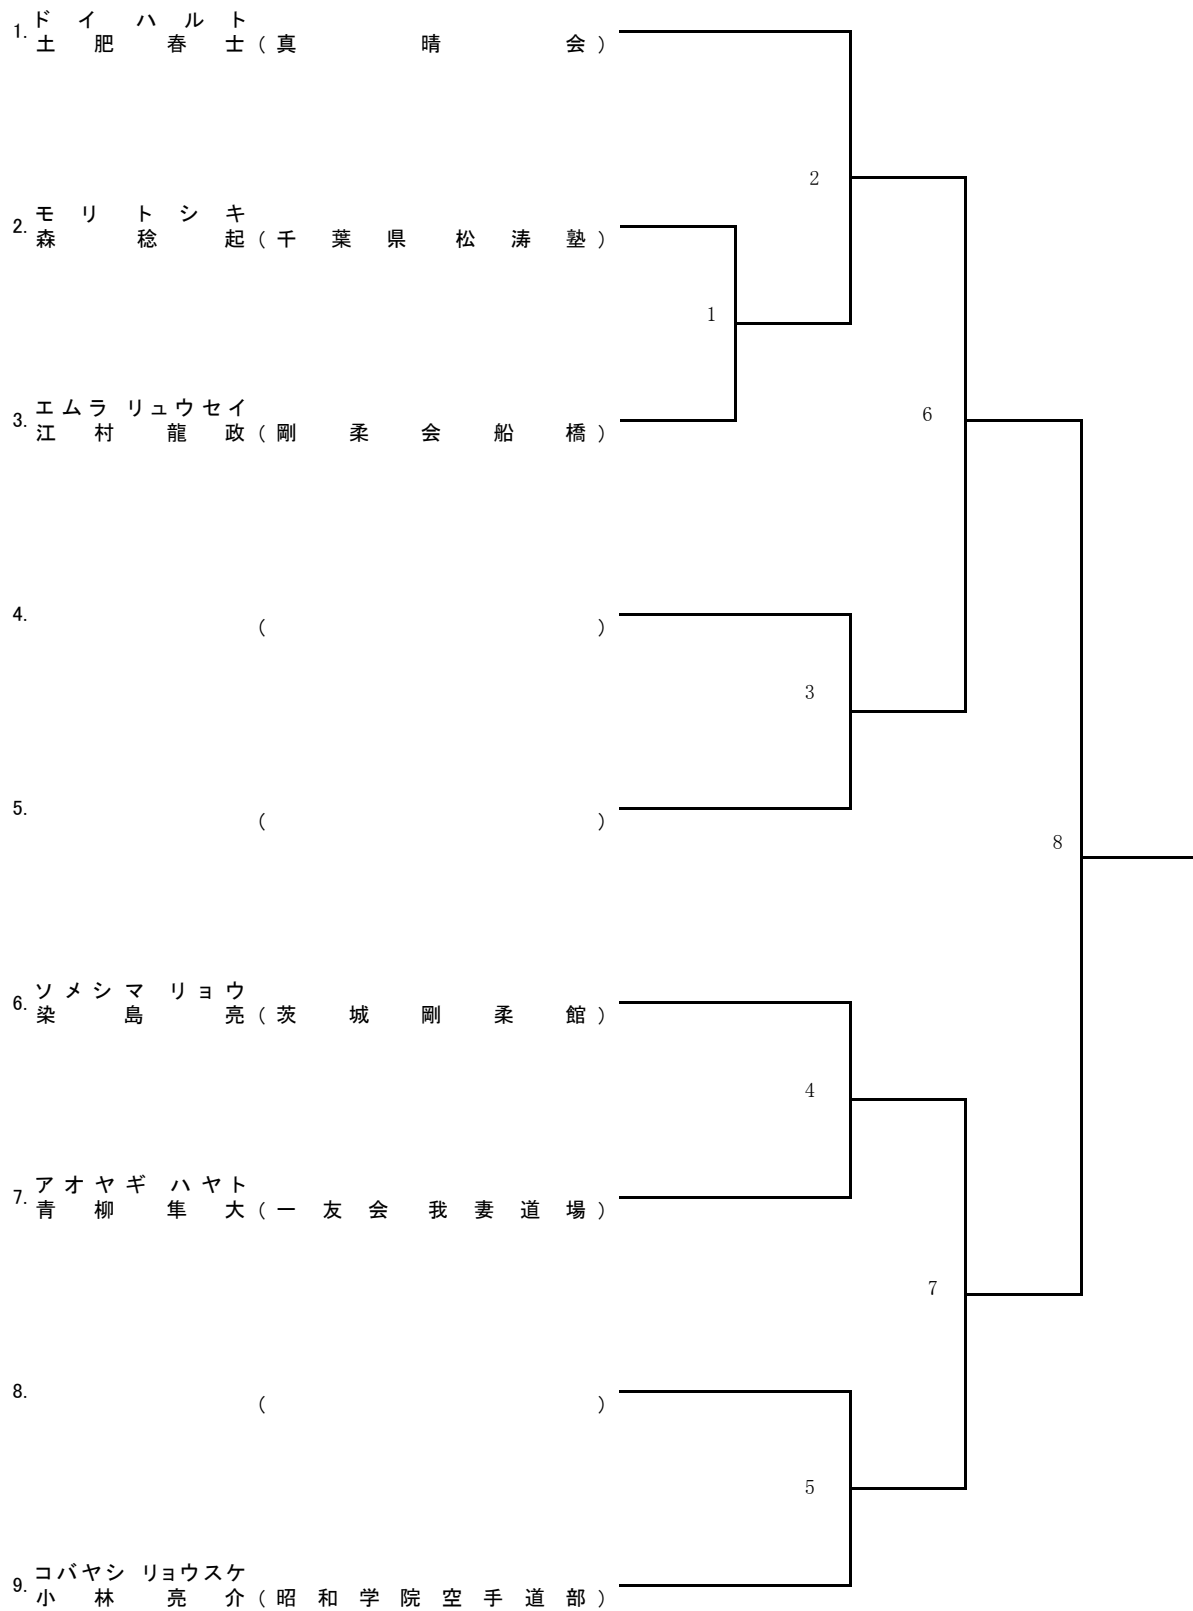 ドイ ハルト
1. 土肥 春士 (真晴会)
2
モリ トシキ
2. 森 稔起 (千葉県 松涛塾)
1
エムラ リュウセイ
3. 江村 龍政 (剛柔会船橋)
6
4. ( )
3
5. ( )
8
ソメシマ リョウ
6. 染島 亮 (茨城剛柔館)
4
アオヤギ ハヤト
7. 青柳 隼大 (一友会 我妻道場)
7
8. ( )
5
コバヤシ リョウスケ
9. 小林 亮介 (昭和学院空手道部)